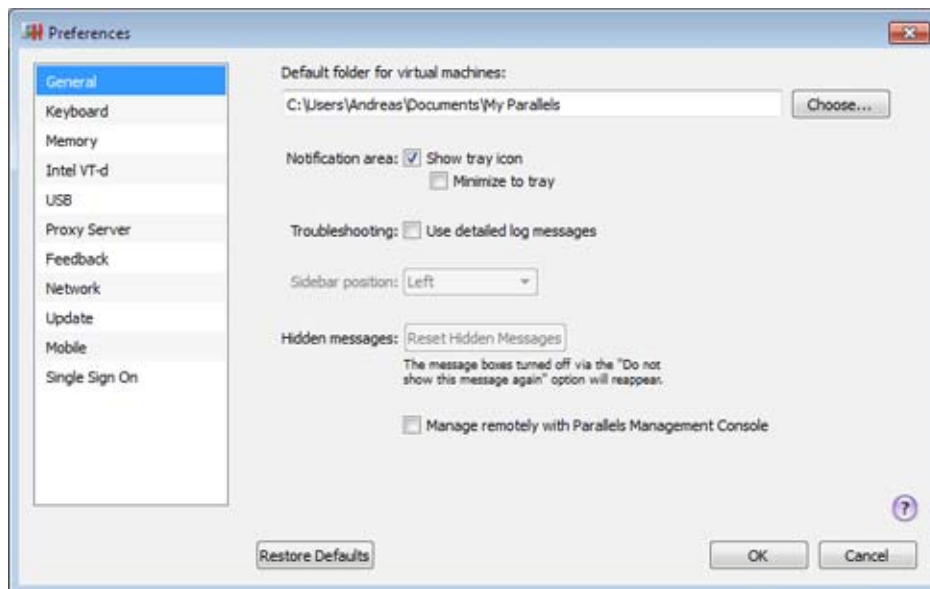 Preferences
General
Keyboard
Memory
Intel VT-d
USB
Proxy Server
Feedback
Network
Update
Mobile
Single Sign On
Default folder for virtual machines:
C:\Users\Andreas\Documents\My Parallels
Choose...
Notification area: Show tray icon
Minimize to tray
Troubleshooting: Use detailed log messages
Sidebar position: Left
Hidden messages: Reset Hidden Messages
The message boxes turned off via the "Do not
show this message again" option will reappear.
Manage remotely with Parallels Management Console
?
Restore Defaults
OK
Cancel